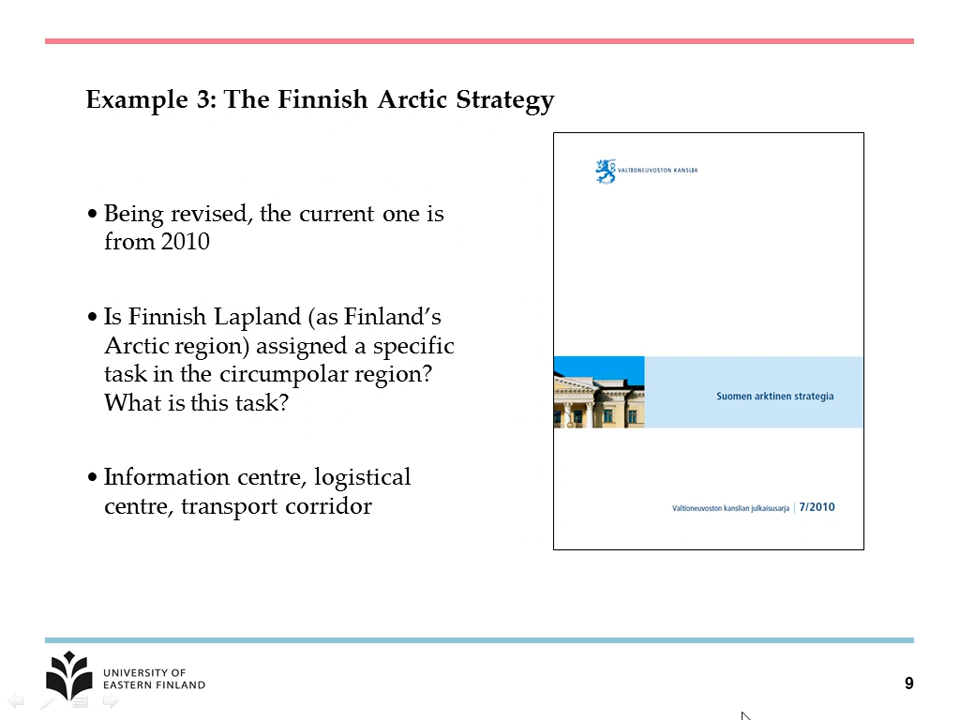 Example 3: The Finnish Arctic Strategy
• Being revised, the current one is
from 2010
• Is Finnish Lapland (as Finland’s
Arctic region) assigned a specific
task in the circumpolar region?
What is this task?
• Information centre, logistical
centre, transport corridor
VALTIONEUVOSTON KANSLIA
Suomen arktinen strategia
Valtioneuvoston kanslian julkaisusarja | 7/2010
UNIVERSITY OF
EASTERN FINLAND
9